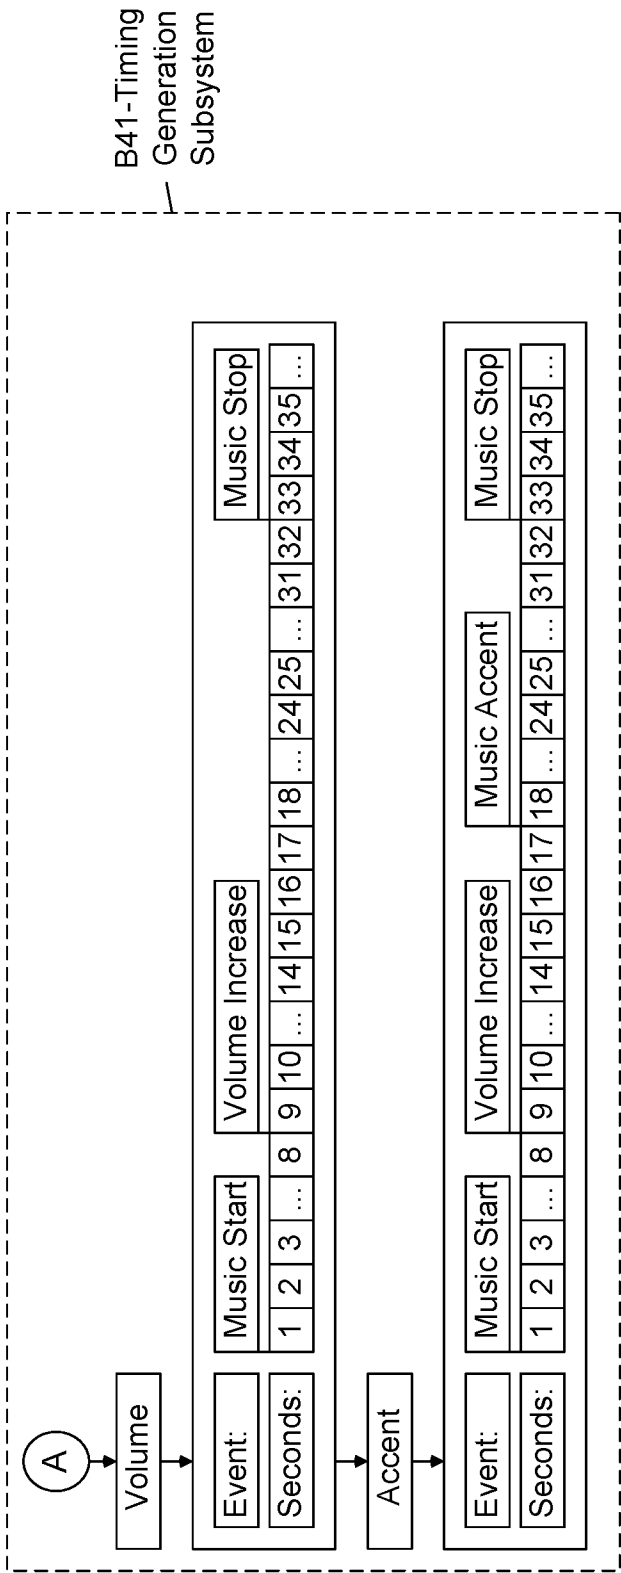 B41-Timing
Generation
Subsystem
A
Volume
Event: Music Start Volume Increase Music Stop
Seconds: 1 2 3 ... 8 9 10 ... 14 15 16 17 18 ... 24 25 ... 31 32 33 34 35 ...
Accent
Event: Music Start Volume Increase Music Accent Music Stop
Seconds: 1 2 3 ... 8 9 10 ... 14 15 16 17 18 ... 24 25 ... 31 32 33 34 35 ...